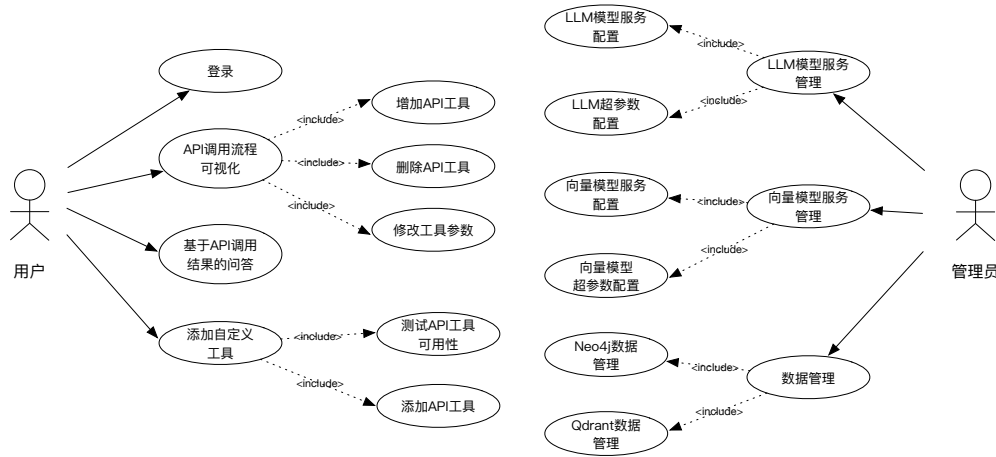 登录
API调用流程
可视化
<include>
增加API工具
<include>
删除API工具
<include>
修改工具参数
用户
基于API调用
结果的问答
添加自定义
工具
<include>
测试API工具
可用性
<include>
添加API工具
LLM模型服务
配置
<include>
LLM模型服务
管理
LLM超参数
配置
<include>
向量模型服务
配置
<include>
向量模型服务
管理
向量模型
超参数配置
<include>
管理员
Neo4j数据
管理
<include>
数据管理
Qdrant数据
管理
<include>